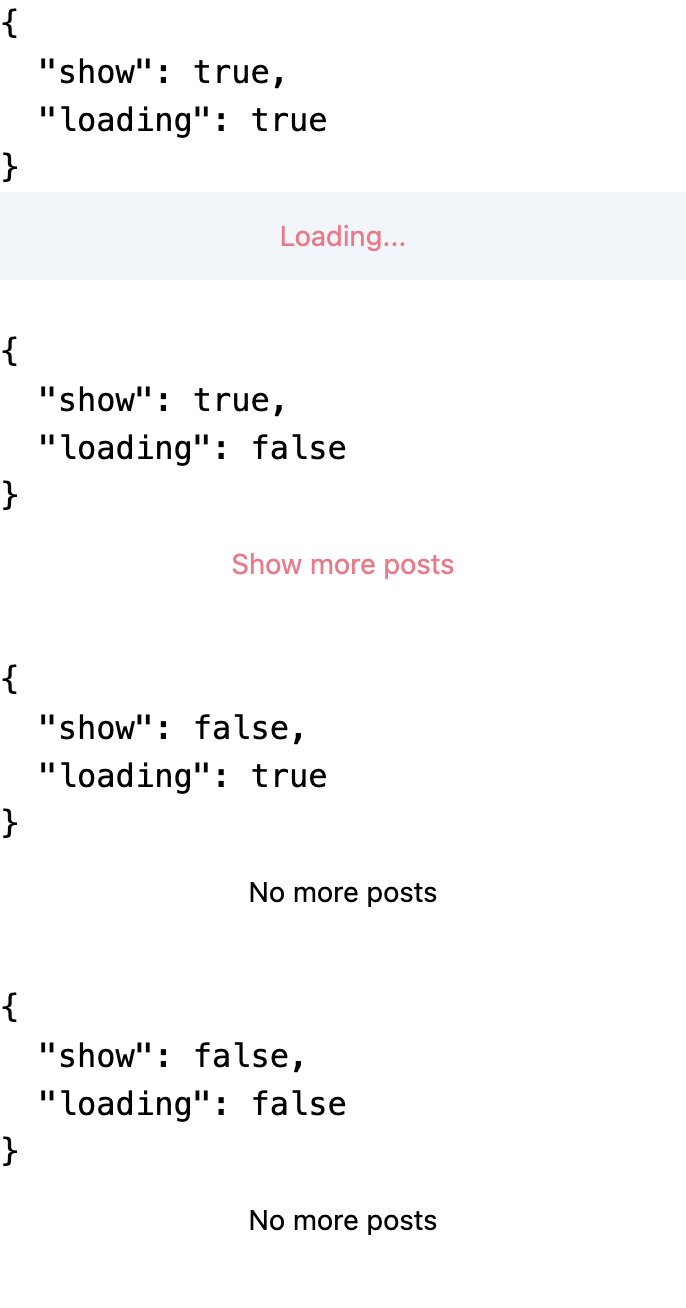 {
  "show": true,
  "loading": true
}
Loading...
{
  "show": true,
  "loading": false
}
Show more posts
{
  "show": false,
  "loading": true
}
No more posts
{
  "show": false,
  "loading": false
}
No more posts